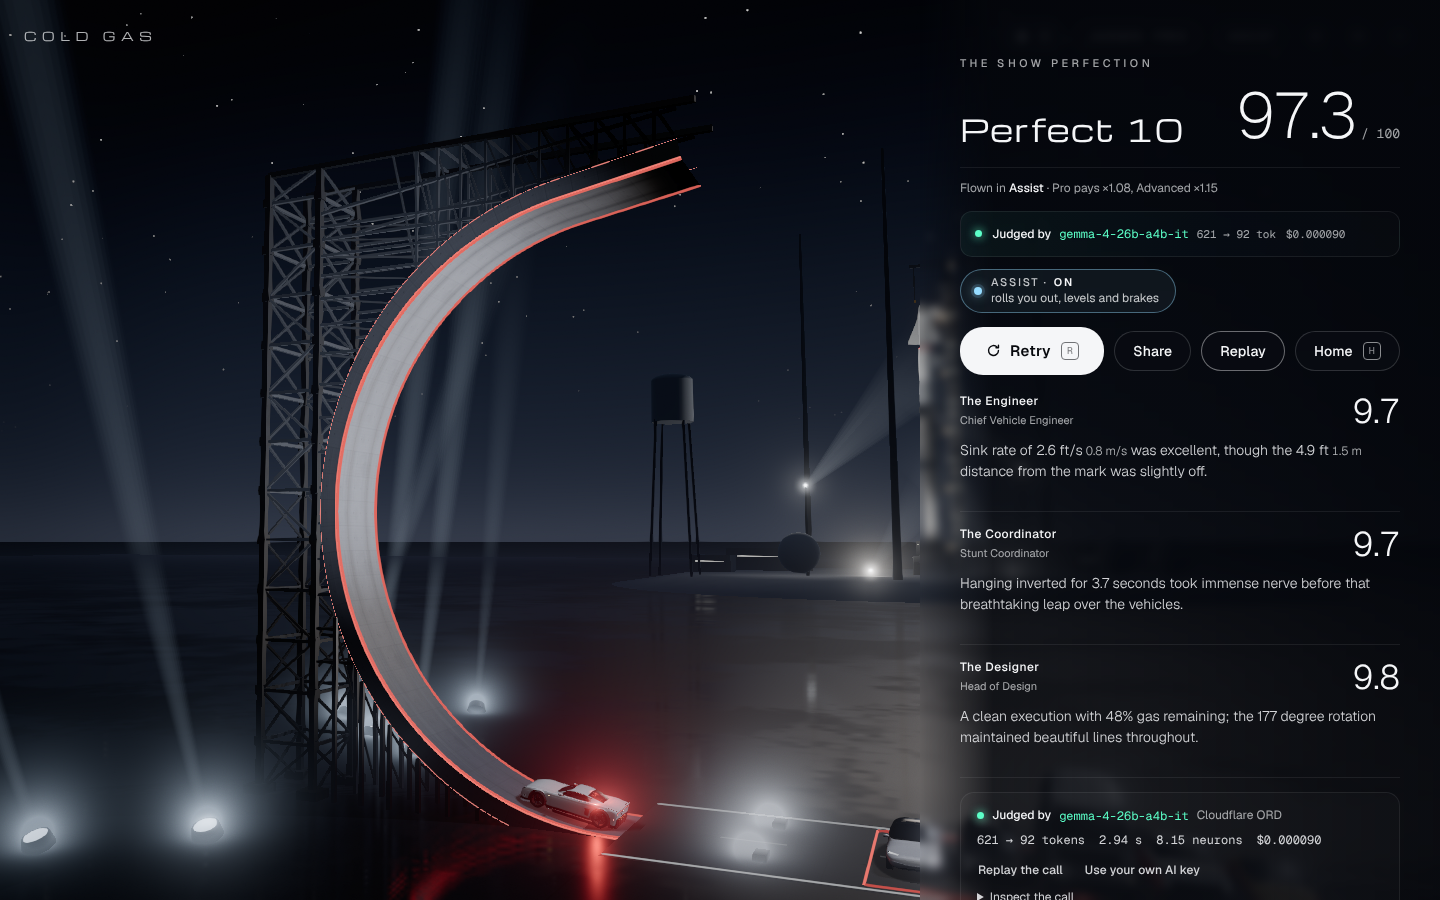 COLD GAS
THE SHOW PERFECTION
Perfect 10
97.3 / 100
Flown in Assist · Pro pays ×1.08, Advanced ×1.15
Judged by gemma-4-26b-a4b-it 621 → 92 tok $0.000090
ASSIST · ON
rolls you out, levels and brakes
Retry R
Share
Replay
Home H
The Engineer
Chief Vehicle Engineer
9.7
Sink rate of 2.6 ft/s 0.8 m/s was excellent, though the 4.9 ft 1.5 m
distance from the mark was slightly off.
The Coordinator
Stunt Coordinator
9.7
Hanging inverted for 3.7 seconds took immense nerve before that
breathtaking leap over the vehicles.
The Designer
Head of Design
9.8
A clean execution with 48% gas remaining; the 177 degree rotation
maintained beautiful lines throughout.
Judged by gemma-4-26b-a4b-it Cloudflare ORD
621 → 92 tokens 2.94 s 8.15 neurons $0.000090
Replay the call Use your own AI key
Inspect the call